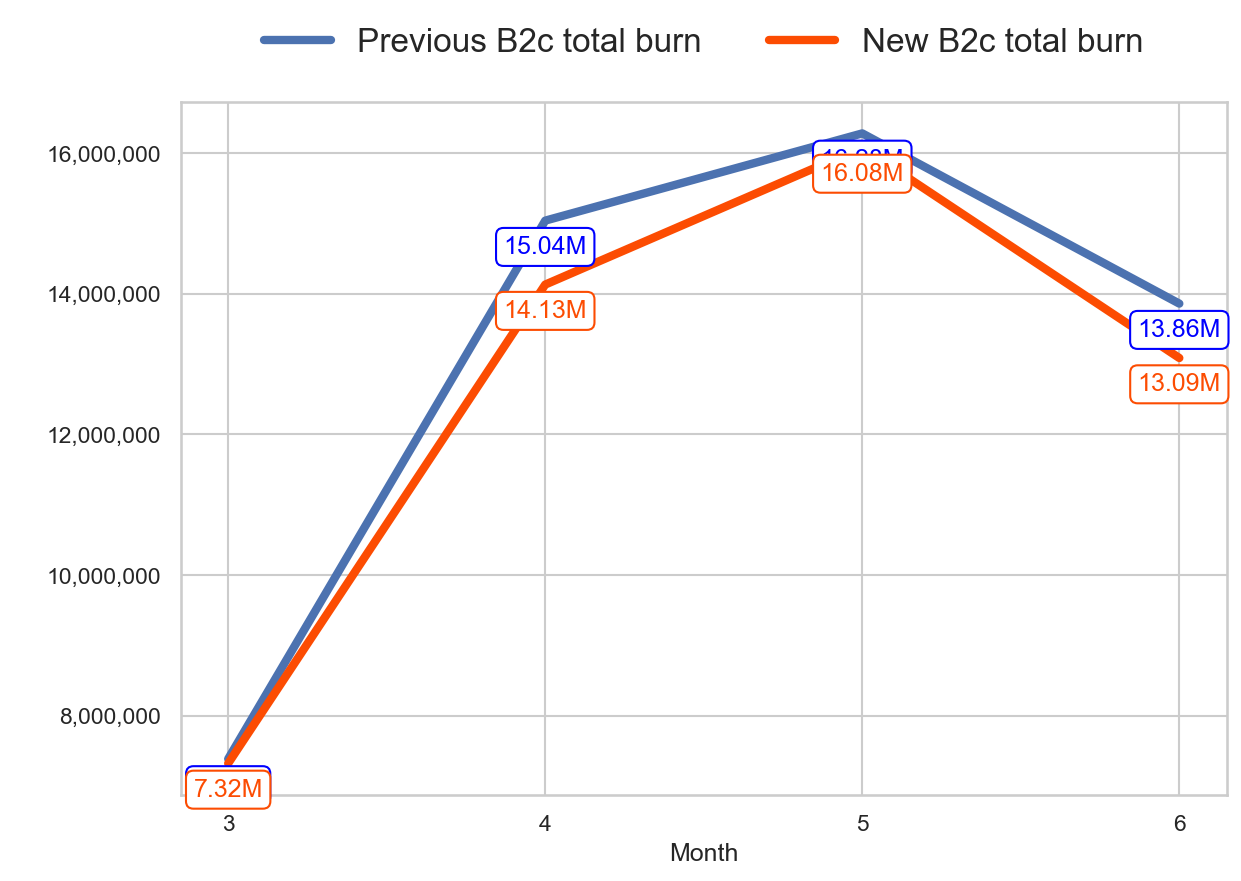 Previous B2c total burn New B2c total burn
16,000,000
14,000,000
12,000,000
10,000,000
8,000,000
15.04M
14.13M
16.08M
13.86M
13.09M
7.32M
3 4 5 6
Month